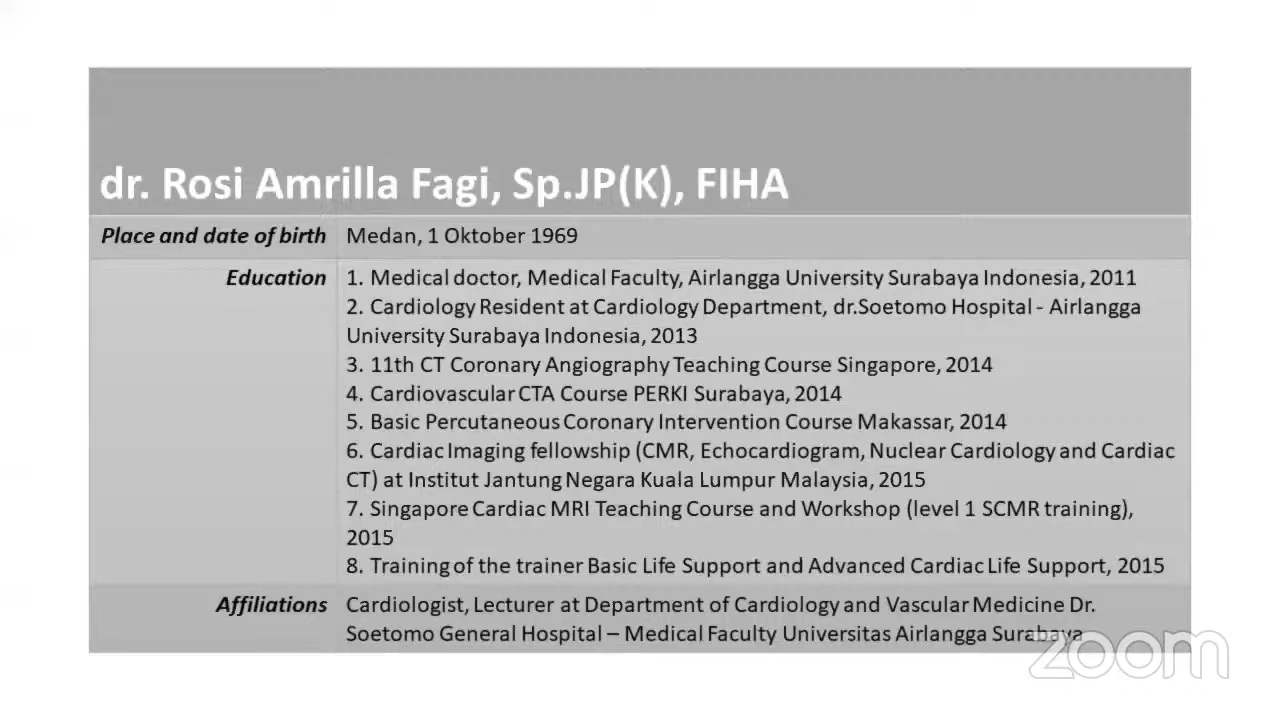 dr. Rosi Amrilla Fagi, Sp.JP(K), FIHA
Place and date of birth Medan, 1 Oktober 1969
Education 1. Medical doctor, Medical Faculty, Airlangga University Surabaya Indonesia, 2011
2. Cardiology Resident at Cardiology Department, dr.Soetomo Hospital - Airlangga
University Surabaya Indonesia, 2013
3. 11th CT Coronary Angiography Teaching Course Singapore, 2014
4. Cardiovascular CTA Course PERKI Surabaya, 2014
5. Basic Percutaneous Coronary Intervention Course Makassar, 2014
6. Cardiac Imaging fellowship (CMR, Echocardiogram, Nuclear Cardiology and Cardiac
CT) at Institut Jantung Negara Kuala Lumpur Malaysia, 2015
7. Singapore Cardiac MRI Teaching Course and Workshop (level 1 SCMR training),
2015
8. Training of the trainer Basic Life Support and Advanced Cardiac Life Support, 2015
Affiliations Cardiologist, Lecturer at Department of Cardiology and Vascular Medicine Dr.
Soetomo General Hospital – Medical Faculty Universitas Airlangga Surabaya
zoom